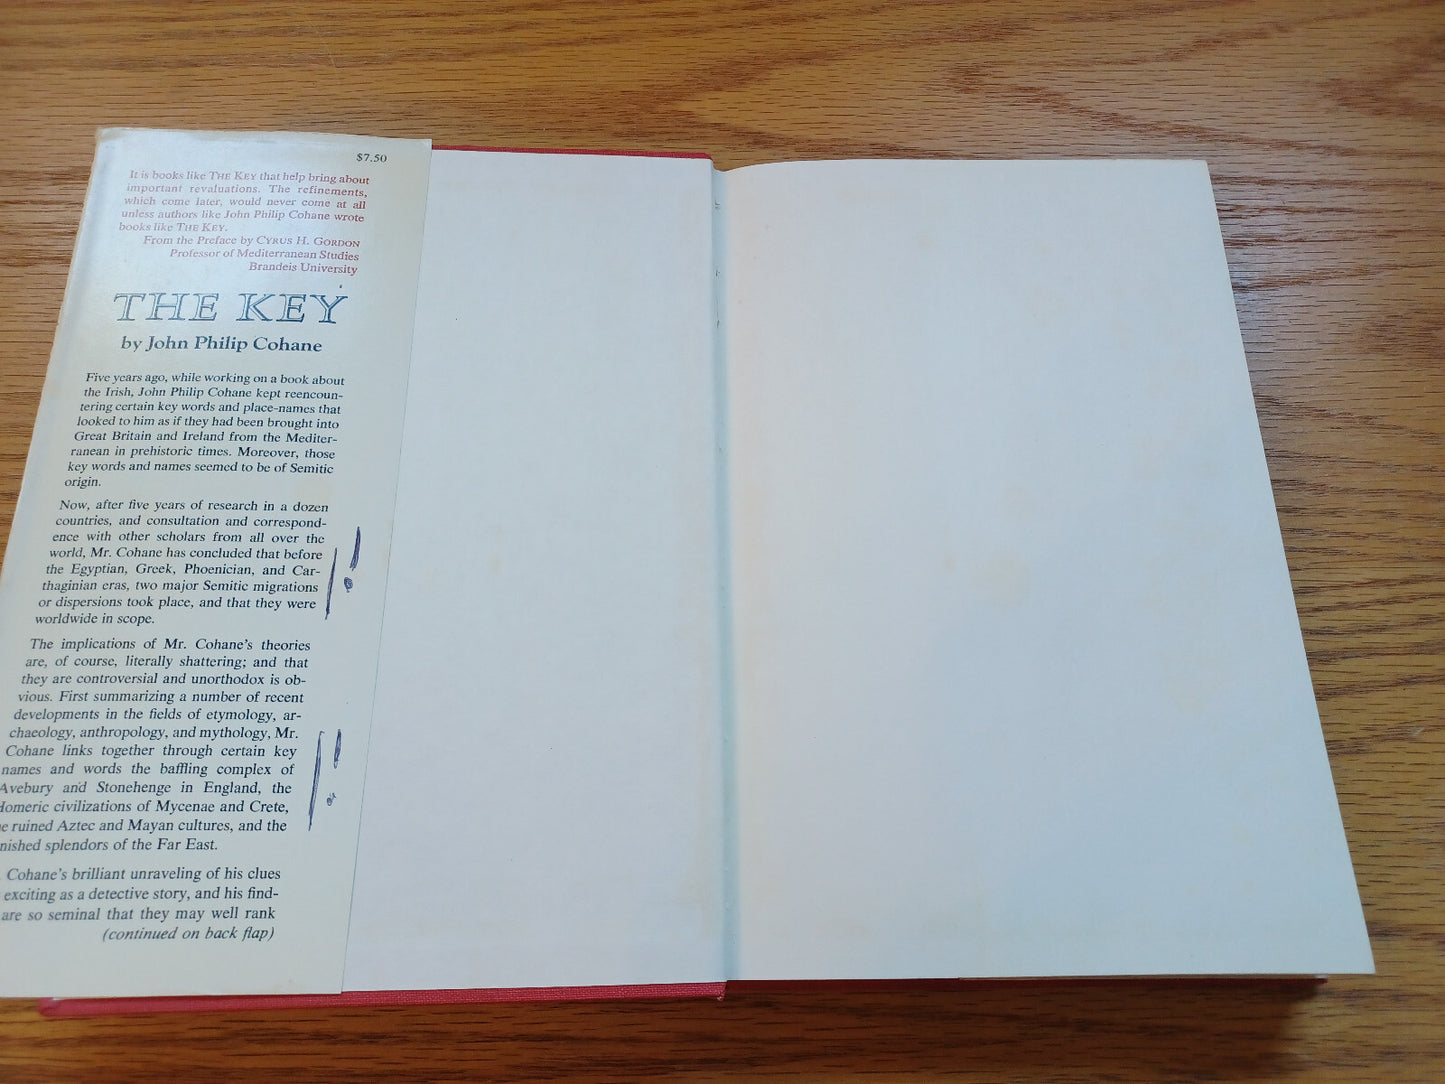 $7.50
It is books like THE KEY that help bring about
important revaluations. The refinements,
which come later, would never come at all
unless authors like John Philip Cohane wrote
books like THE KEY.
From the Preface by CYRUS H. GORDON
Professor of Mediterranean Studies
Brandeis University
THE KEY
by John Philip Cohane
Five years ago, while working on a book about
the Irish, John Philip Cohane kept reencoun-
tering certain key words and place-names that
looked to him as if they had been brought into
Great Britain and Ireland from the Mediter-
ranean in prehistoric times. Moreover, those
key words and names seemed to be of Semitic
origin.
Now, after five years of research in a dozen
countries, and consultation and correspond-
ence with other scholars from all over the
world, Mr. Cohane has concluded that before
the Egyptian, Greek, Phoenician, and Car-
thaginian eras, two major Semitic migrations
or dispersions took place, and that they were
worldwide in scope.
The implications of Mr. Cohane's theories
are, of course, literally shattering; and that
they are controversial and unorthodox is ob-
vious. First summarizing a number of recent
developments in the fields of etymology, ar-
chaeology, anthropology, and mythology, Mr.
Cohane links together through certain key
names and words the baffling complex of
Avebury and Stonehenge in England, the
Homeric civilizations of Mycenae and Crete,
ruined Aztec and Mayan cultures, and the
splendors of the Far East.
Cohane's brilliant unraveling of his clues
exciting as a detective story, and his find-
are so seminal that they may well rank
(continued on back flap)